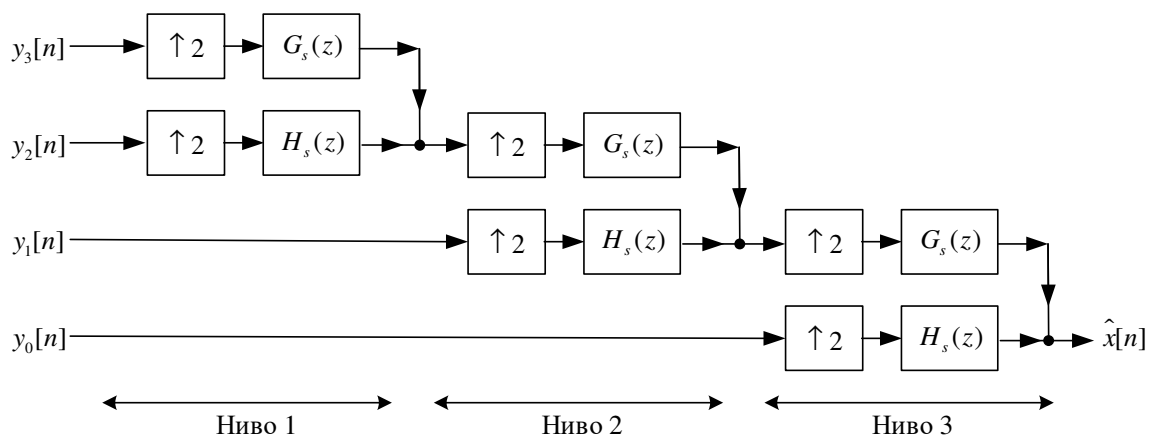 y₃[n] ↑2 Gₛ(z)
y₂[n] ↑2 Hₛ(z) ↑2 Gₛ(z)
y₁[n] ↑2 Hₛ(z) ↑2 Gₛ(z)
y₀[n] ↑2 Hₛ(z) x̂[n]
Ниво 1 Ниво 2 Ниво 3